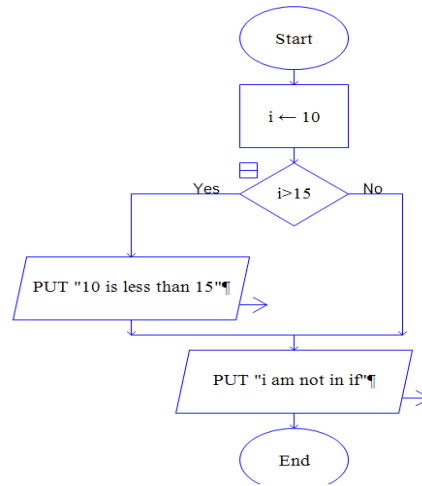 Start
i ← 10
i>15
Yes
No
PUT "10 is less than 15"¶
PUT "i am not in if"¶
End